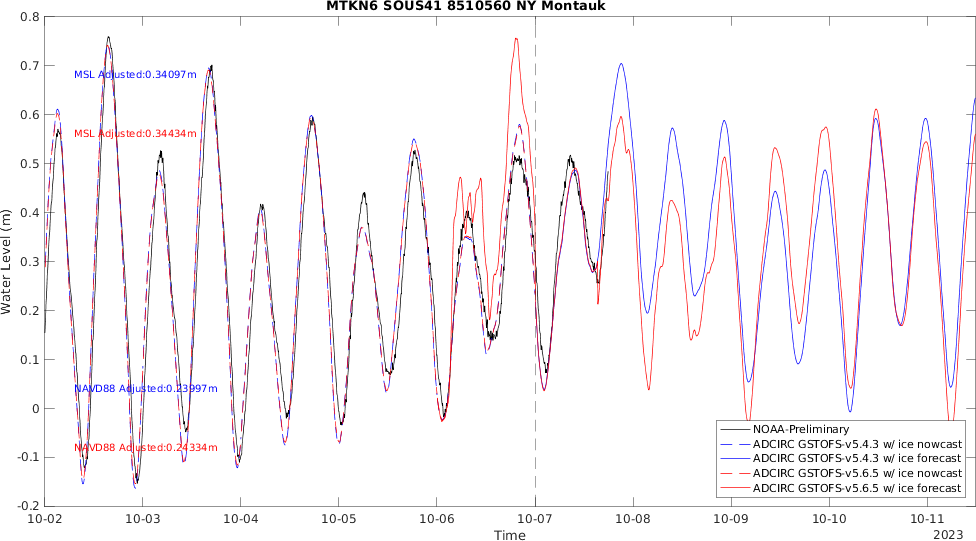 MTKN6 SOUS41 8510560 NY Montauk
0.8
0.7
0.6
0.5
0.4
0.3
0.2
0.1
0
-0.1
-0.2
Water Level (m)
MSL Adjusted:0.34097m
MSL Adjusted:0.34434m
NAVD88 Adjusted:0.23997m
NAVD88 Adjusted:0.24334m
NOAA-Preliminary
ADCIRC GSTOFS-v5.4.3 w/ ice nowcast
ADCIRC GSTOFS-v5.4.3 w/ ice forecast
ADCIRC GSTOFS-v5.6.5 w/ ice nowcast
ADCIRC GSTOFS-v5.6.5 w/ ice forecast
10-02 10-03 10-04 10-05 10-06 10-07 10-08 10-09 10-10 10-11
Time
2023